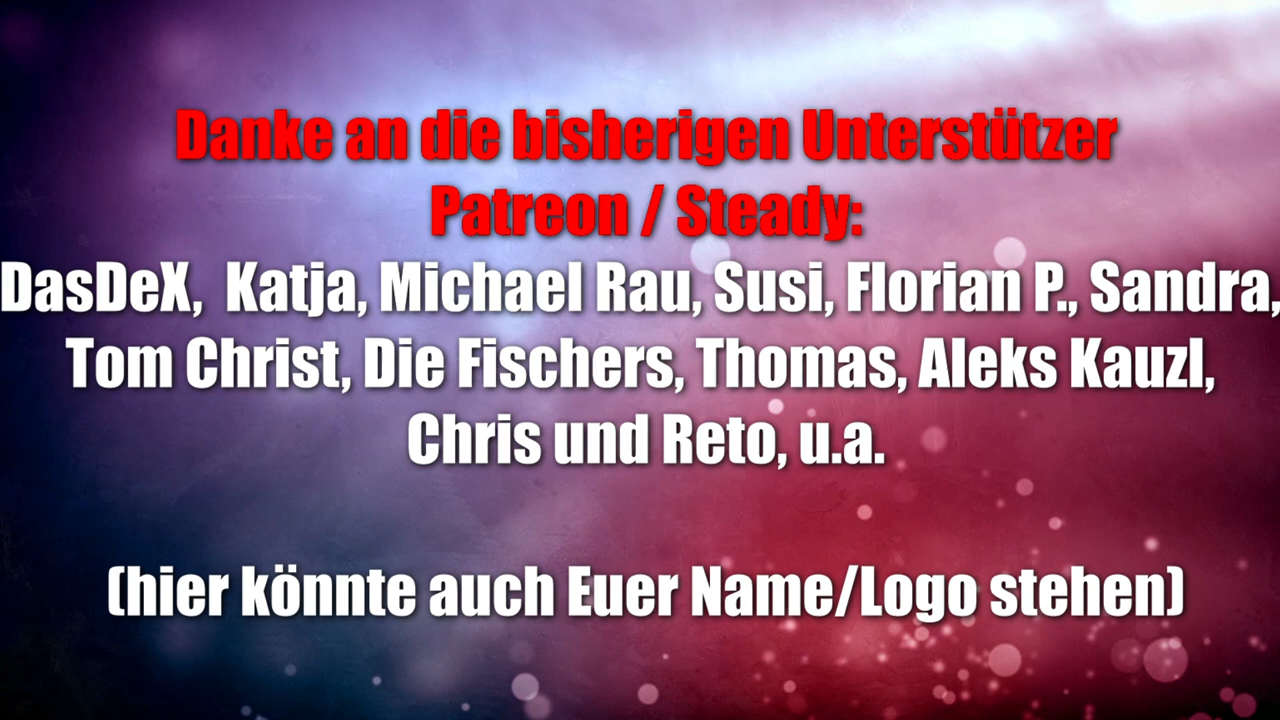 Danke an die bisherigen Unterstützer
Patreon / Steady:
DasDeX,  Katja, Michael Rau, Susi, Florian P., Sandra,
Tom Christ, Die Fischers, Thomas, Aleks Kauzl,
Chris und Reto, u.a.
(hier könnte auch Euer Name/Logo stehen)